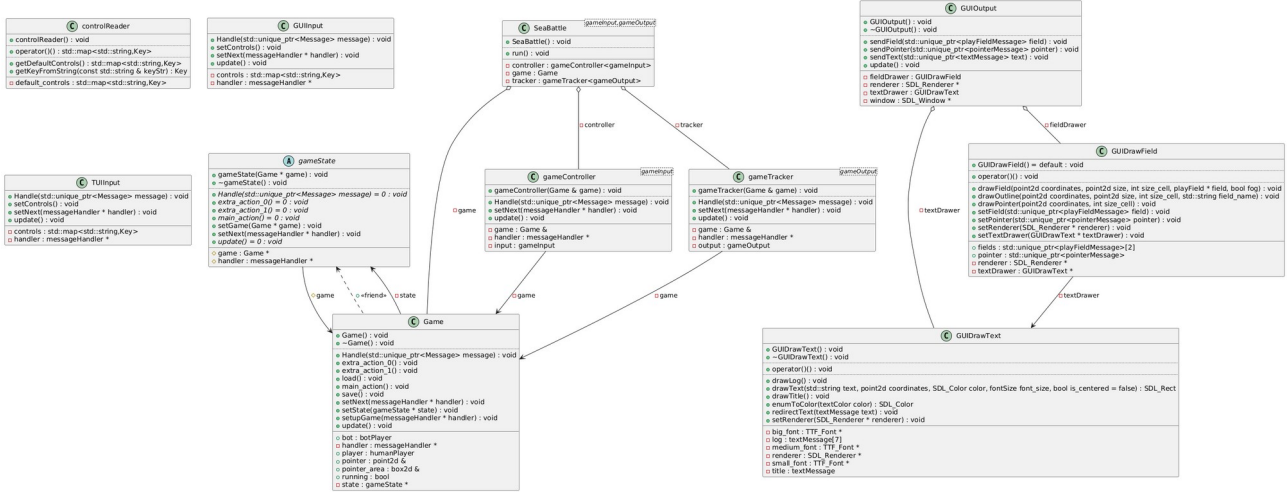 controlReader
controlReader() : void
operator()() : std::map<std::string,Key>
getDefaultControls() : std::map<std::string,Key>
getKeyFromString(const std::string & keyStr) : Key
default_controls : std::map<std::string,Key>
GUIInput
Handle(std::unique_ptr<Message> message) : void
setControls() : void
setNext(messageHandler * handler) : void
update() : void
controls : std::map<std::string,Key>
handler : messageHandler *
SeaBattle
gameInput,gameOutput
SeaBattle() : void
run() : void
controller : gameController<gameInput>
game : Game
tracker : gameTracker<gameOutput>
GUIOutput
GUIOutput() : void
~GUIOutput() : void
sendField(std::unique_ptr<playFieldMessage> field) : void
sendPointer(std::unique_ptr<pointerMessage> pointer) : void
sendText(std::unique_ptr<textMessage> text) : void
update() : void
fieldDrawer : GUIDrawField
renderer : SDL_Renderer *
textDrawer : GUIDrawText
window : SDL_Window *
controller
tracker
fieldDrawer
TUIInput
Handle(std::unique_ptr<Message> message) : void
setControls() : void
setNext(messageHandler * handler) : void
update() : void
controls : std::map<std::string,Key>
handler : messageHandler *
gameState
gameState(Game * game) : void
~gameState() : void
Handle(std::unique_ptr<Message> message) = 0 : void
extra_action_0() = 0 : void
extra_action_1() = 0 : void
main_action() = 0 : void
setGame(Game * game) : void
setNext(messageHandler * handler) : void
update() = 0 : void
game : Game *
handler : messageHandler *
game
gameController
gameInput
gameController(Game & game) : void
Handle(std::unique_ptr<Message> message) : void
setNext(messageHandler * handler) : void
update() : void
game : Game &
handler : messageHandler *
input : gameInput
gameTracker
gameOutput
gameTracker(Game & game) : void
Handle(std::unique_ptr<Message> message) : void
setNext(messageHandler * handler) : void
update() : void
game : Game &
handler : messageHandler *
output : gameOutput
textDrawer
GUIDrawField
GUIDrawField() = default : void
operator()() : void
drawField(point2d coordinates, point2d size, int size_cell, playField * field, bool fog) : void
drawOutline(point2d coordinates, point2d size, int size_cell, std::string field_name) : void
drawPointer(point2d coordinates, int size_cell) : void
setField(std::unique_ptr<playFieldMessage> field) : void
setPointer(std::unique_ptr<pointerMessage> pointer) : void
setRenderer(SDL_Renderer * renderer) : void
setTextDrawer(GUIDrawText * textDrawer) : void
fields : std::unique_ptr<playFieldMessage>[2]
pointer : std::unique_ptr<pointerMessage>
renderer : SDL_Renderer *
textDrawer : GUIDrawText *
game
«friend»
state
game
game
textDrawer
Game
Game() : void
~Game() : void
Handle(std::unique_ptr<Message> message) : void
extra_action_0() : void
extra_action_1() : void
load() : void
main_action() : void
save() : void
setNext(messageHandler * handler) : void
setState(gameState * state) : void
setupGame(messageHandler * handler) : void
update() : void
bot : botPlayer
handler : messageHandler *
player : humanPlayer
pointer : point2d &
pointer_area : box2d &
running : bool
state : gameState *
GUIDrawText
GUIDrawText() : void
~GUIDrawText() : void
operator()() : void
drawLog() : void
drawText(std::string text, point2d coordinates, SDL_Color color, fontSize font_size, bool is_centered = false) : SDL_Rect
drawTitle() : void
enumToColor(textColor color) : SDL_Color
redirectText(textMessage text) : void
setRenderer(SDL_Renderer * renderer) : void
big_font : TTF_Font *
log : textMessage[7]
medium_font : TTF_Font *
renderer : SDL_Renderer *
small_font : TTF_Font *
title : textMessage